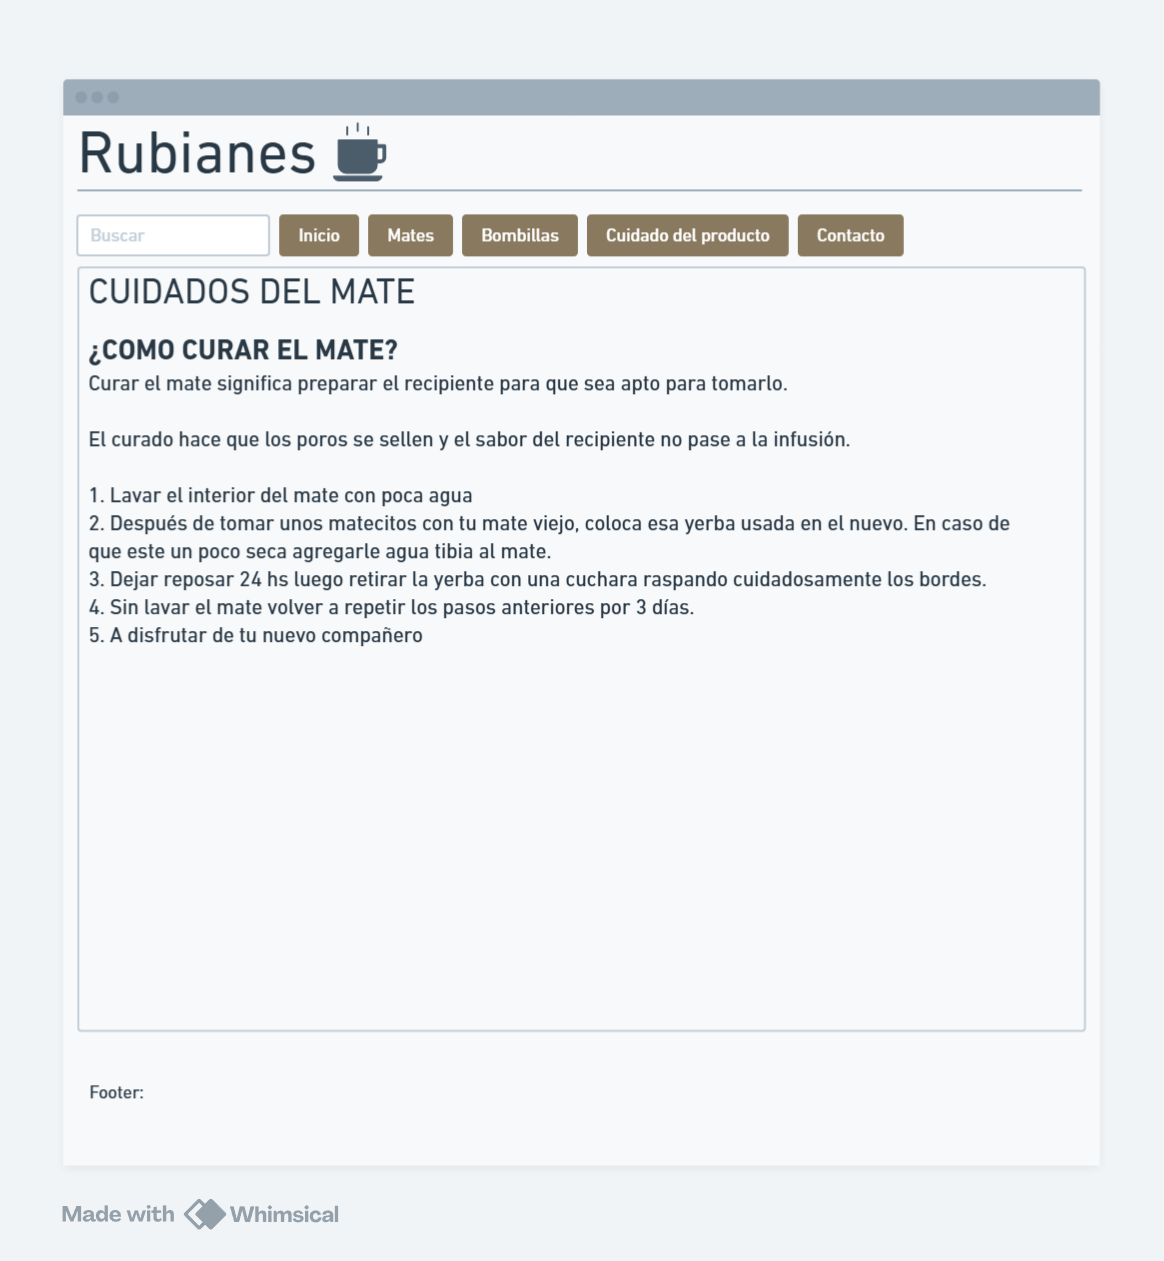 Rubianes
Buscar
Inicio
Mates
Bombillas
Cuidado del producto
Contacto
CUIDADOS DEL MATE
¿COMO CURAR EL MATE?
Curar el mate significa preparar el recipiente para que sea apto para tomarlo.
El curado hace que los poros se sellen y el sabor del recipiente no pase a la infusión.
1. Lavar el interior del mate con poca agua
2. Después de tomar unos matecitos con tu mate viejo, coloca esa yerba usada en el nuevo. En caso de
que este un poco seca agregarle agua tibia al mate.
3. Dejar reposar 24 hs luego retirar la yerba con una cuchara raspando cuidadosamente los bordes.
4. Sin lavar el mate volver a repetir los pasos anteriores por 3 días.
5. A disfrutar de tu nuevo compañero
Footer:
Made with Whimsical